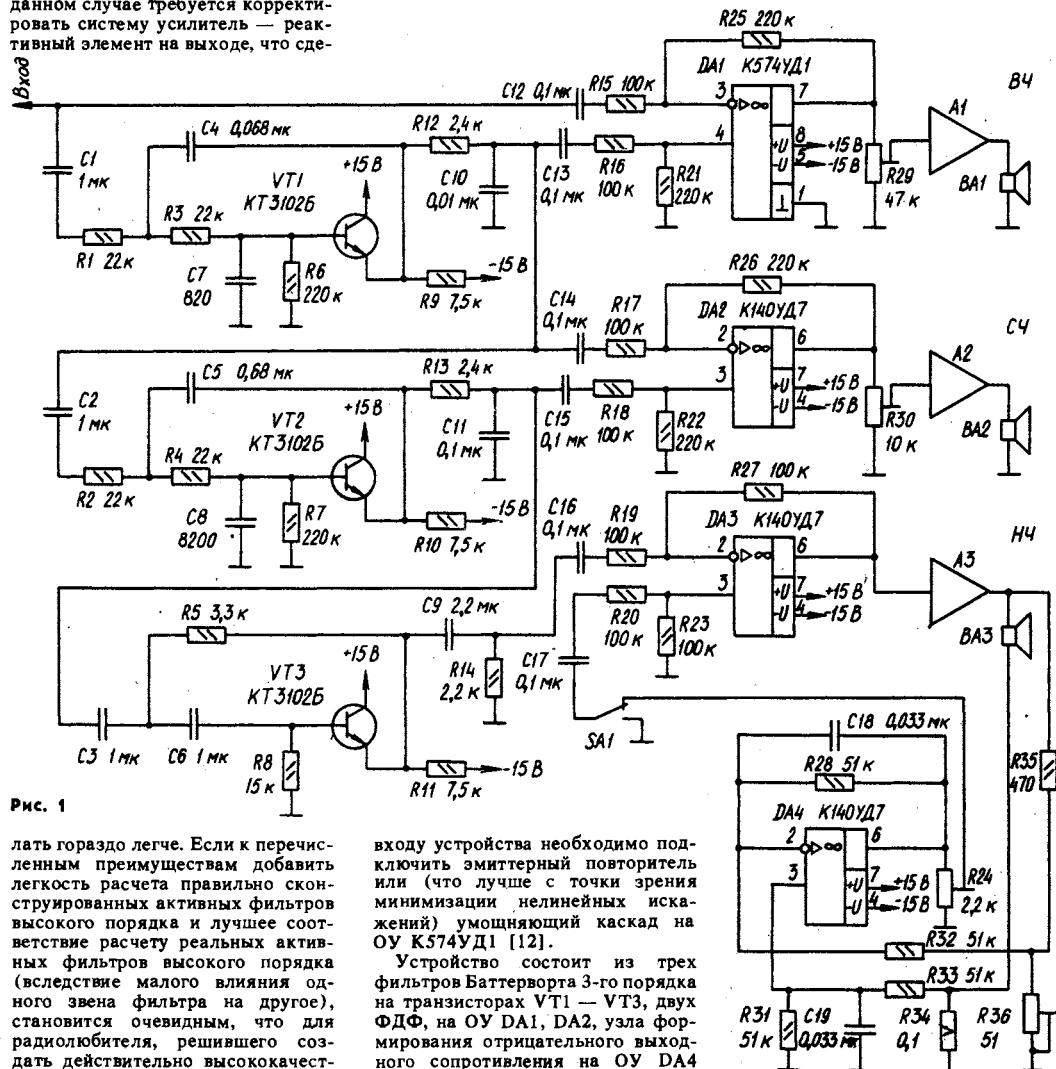 данном случае требуется корректи-
ровать систему усилитель — реак-
тивный элемент на выходе, что сде-
Вход
C1
1 мк
C4 0,068 мк
R1 22к
R3 22 к
C7
820
R6
220 к
VT1
КТ3102Б
+15 В
R9 7,5 к
-15 В
R12 2,4 к
C10
0,01 мк
C12 0,1 мк
R15 100 к
C13
0,1 мк
R16
100 к
R21
220 к
R25 220 к
DA1 К574УД1
3
4
7
8
+U
+15 В
5
-U
-15 В
1
⊥
R29
47 к
A1
BA1
ВЧ
C2
1 мк
C5 0,68 мк
R2 22 к
R4 22 к
C8
8200
R7
220 к
VT2
КТ3102Б
+15 В
R10 7,5 к
-15 В
R13 2,4 к
C11
0,1 мк
C14
0,1 мк
R17
100 к
C15
0,1 мк
R18
100 к
R22
220 к
R26 220 к
DA2 К140УД7
2
3
6
7
+U
+15 В
4
-U
-15 В
R30
10 к
A2
BA2
СЧ
R5 3,3 к
C3 1 мк
C6 1 мк
R8
15 к
VT3
КТ3102Б
+15 В
R11 7,5 к
-15 В
C9 2,2 мк
R14
2,2 к
C16
0,1 мк
R19
100 к
R20
100 к
C17
0,1 мк
R23
100 к
SA1
R27 100 к
DA3 К140УД7
2
3
6
7
+U
+15 В
4
-U
-15 В
A3
BA3
НЧ
C18 0,033 мк
R28 51 к
DA4 К140УД7
2
3
6
7
+U
+15 В
4
-U
-15 В
R24
2,2 к
R35
470
R32 51 к
R33 51 к
R31
51 к
C19
0,033 мк
R34
0,1
R36
51
Рис. 1
лать гораздо легче. Если к перечис-
ленным преимуществам добавить
легкость расчета правильно скон-
струированных активных фильтров
высокого порядка и лучшее соот-
ветствие расчету реальных актив-
ных фильтров высокого порядка
(вследствие малого влияния од-
ного звена фильтра на другое),
становится очевидным, что для
радиолюбителя, решившего соз-
дать действительно высококачест-
входу устройства необходимо под-
ключить эмиттерный повторитель
или (что лучше с точки зрения
минимизации нелинейных иска-
жений) умощняющий каскад на
ОУ К574УД1 [12].
Устройство состоит из трех
фильтров Баттерворта 3-го порядка
на транзисторах VT1 — VT3, двух
ФДФ, на ОУ DA1, DA2, узла фор-
мирования отрицательного выход-
ного сопротивления на ОУ DA4